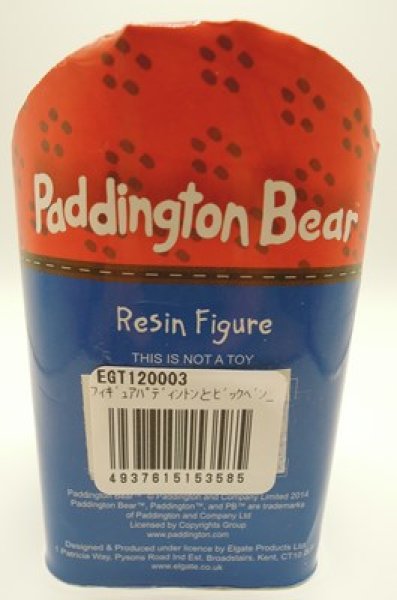 Paddington Bear
Resin Figure
THIS IS NOT A TOY
EGT120003
フィギュアパディントンとビックベン_
4937615153585
Paddington Bear™ © Paddington and Company Limited 2014
Paddington Bear™, Paddington™, and PB™ are trademarks
of Paddington and Company Ltd
Licensed by Copyrights Group
www.paddington.com
Designed & Produced under licence by Elgate Products Ltd
1 Patricia Way, Pysons Road Ind Est. Broadstairs, Kent, CT10
www.elgate.co.uk